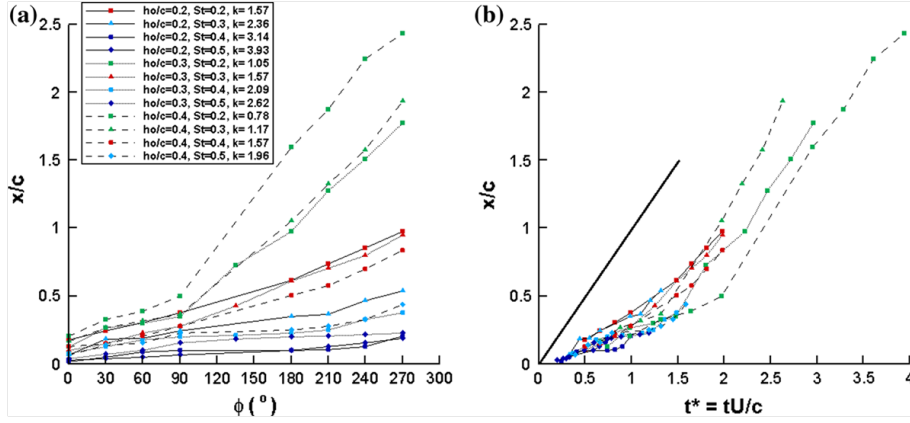 (a)
ho/c=0.2, St=0.2, k= 1.57
ho/c=0.2, St=0.3, k= 2.36
ho/c=0.2, St=0.4, k= 3.14
ho/c=0.2, St=0.5, k= 3.93
ho/c=0.3, St=0.2, k= 1.05
ho/c=0.3, St=0.3, k= 1.57
ho/c=0.3, St=0.4, k= 2.09
ho/c=0.3, St=0.5, k= 2.62
ho/c=0.4, St=0.2, k= 0.78
ho/c=0.4, St=0.3, k= 1.17
ho/c=0.4, St=0.4, k= 1.57
ho/c=0.4, St=0.5, k= 1.96
2.5
2
1.5
1
0.5
0
x/c
0 30 60 90 120 150 180 210 240 270 300
ϕ (°)
(b)
2.5
2
1.5
1
0.5
0
x/c
0 0.5 1 1.5 2 2.5 3 3.5 4
t* = tU/c